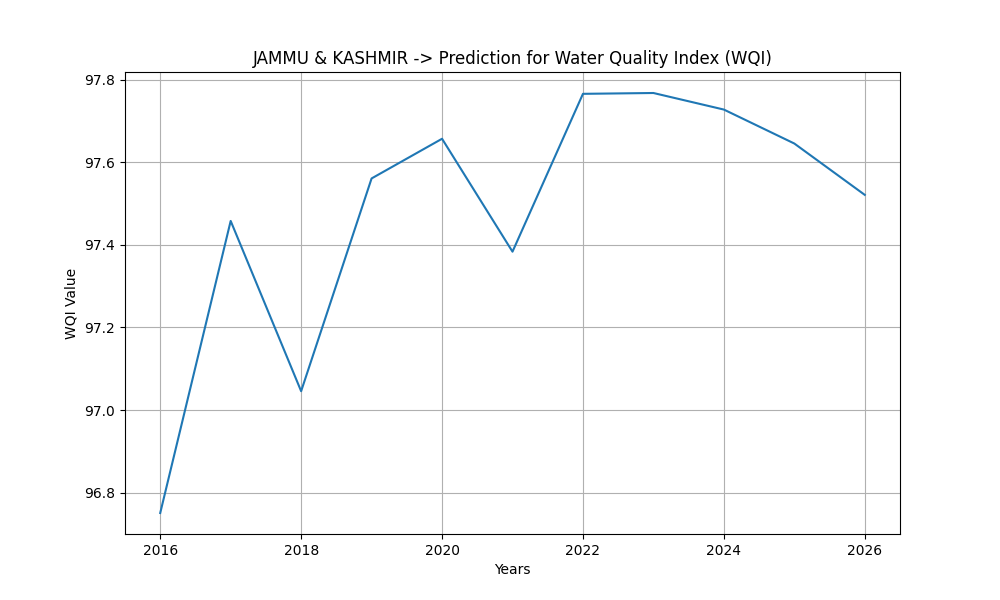 JAMMU & KASHMIR -> Prediction for Water Quality Index (WQI)
97.8
97.6
97.4
97.2
97.0
96.8
WQI Value
2016 2018 2020 2022 2024 2026
Years